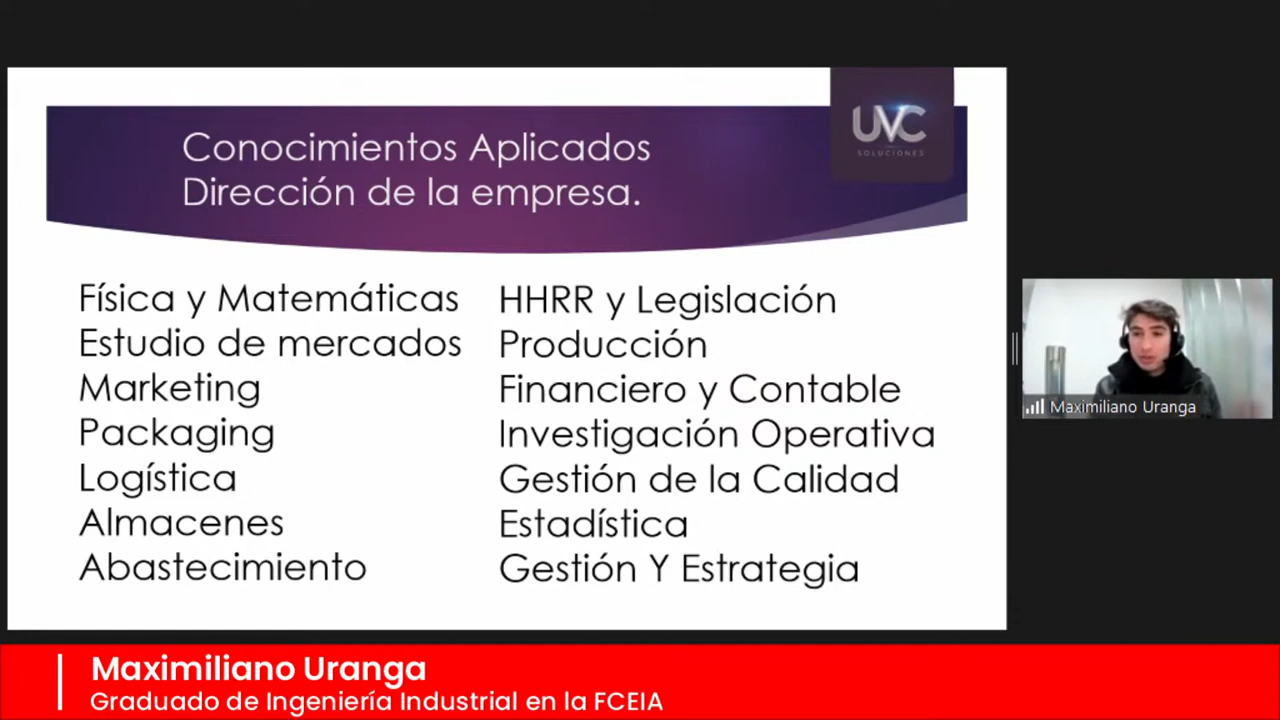 Conocimientos Aplicados
Dirección de la empresa.
UVC
SOLUCIONES
Física y Matemáticas
Estudio de mercados
Marketing
Packaging
Logística
Almacenes
Abastecimiento
HHRR y Legislación
Producción
Financiero y Contable
Investigación Operativa
Gestión de la Calidad
Estadística
Gestión Y Estrategia
Maximiliano Uranga
Maximiliano Uranga
Graduado de Ingeniería Industrial en la FCEIA